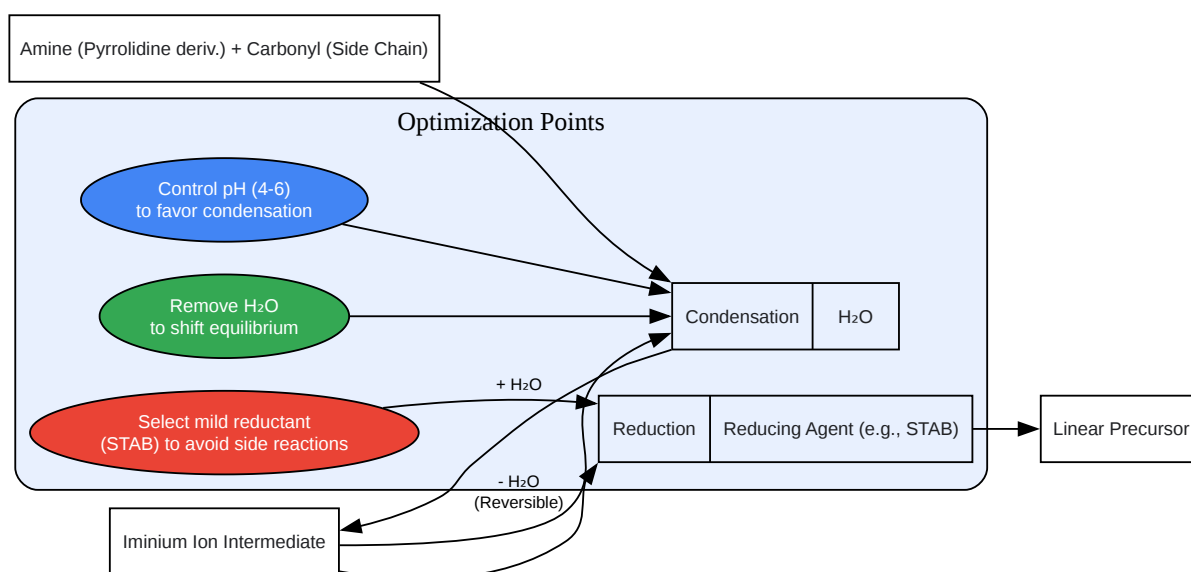 Amine (Pyrrolidine deriv.) + Carbonyl (Side Chain)
Optimization Points
Control pH (4-6)
to favor condensation
Remove H₂O
to shift equilibrium
Condensation
H₂O
+ H₂O
Select mild reductant
(STAB) to avoid side reactions
Reduction
Reducing Agent (e.g., STAB)
Linear Precursor
- H₂O
(Reversible)
Iminium Ion Intermediate